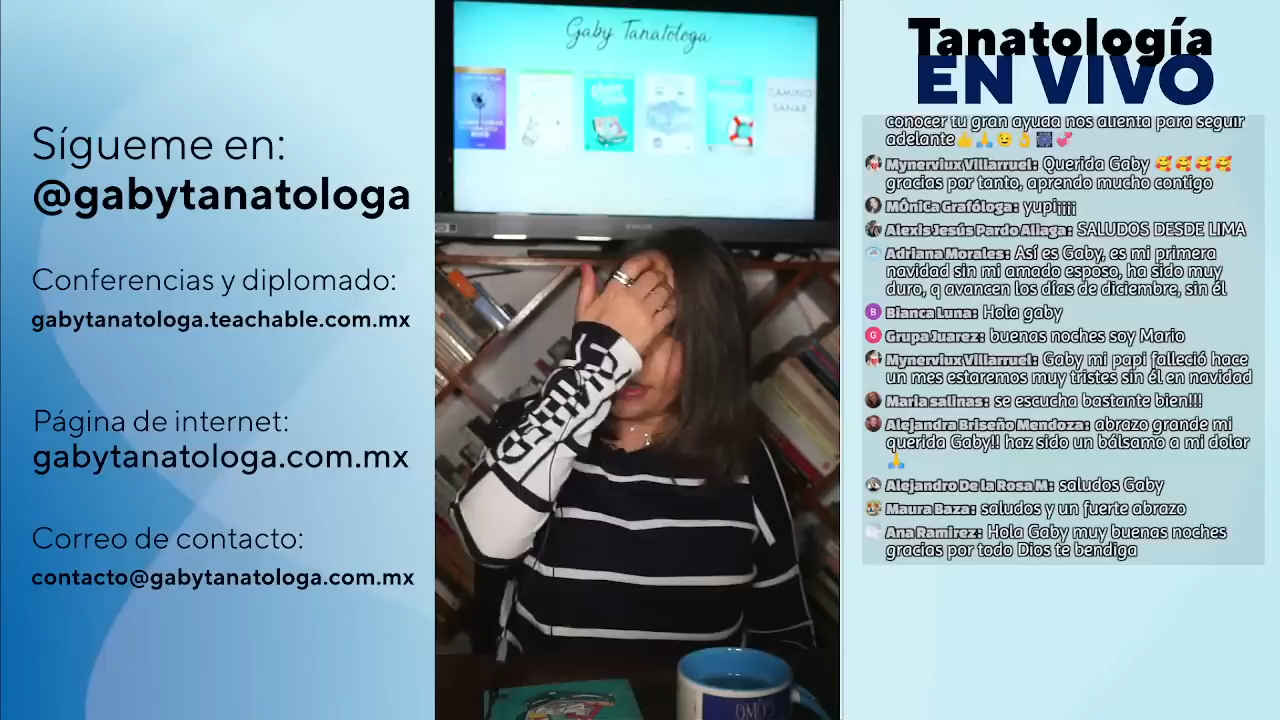 Sígueme en:
@gabytanatologa
Conferencias y diplomado:
gabytanatologa.teachable.com.mx
Página de internet:
gabytanatologa.com.mx
Correo de contacto:
contacto@gabytanatologa.com.mx
Gaby Tanatóloga
CAMINO
SANAR
Tanatología
EN VIVO
conocer tu gran ayuda nos alienta para seguir
adelante👍🙏😉👌🎆💞
Mynerviux Villarruel: Querida Gaby 🥰🥰🥰🥰
gracias por tanto, aprendo mucho contigo
MÓniCa Grafóloga: yupi¡¡¡¡
Alexis Jesús Pardo Aliaga: SALUDOS DESDE LIMA
Adriana Morales: Así es Gaby, es mi primera
navidad sin mi amado esposo, ha sido muy
duro, q avancen los días de diciembre, sin él
Bianca Luna: Hola gaby
Grupa Juarez: buenas noches soy Mario
Mynerviux Villarruel: Gaby mi papi falleció hace
un mes estaremos muy tristes sin él en navidad
Maria salinas: se escucha bastante bien!!!
Alejandra Briseño Mendoza: abrazo grande mi
querida Gaby!! haz sido un bálsamo a mi dolor
🙏
Alejandro De la Rosa M: saludos Gaby
Maura Baza: saludos y un fuerte abrazo
Ana Ramirez: Hola Gaby muy buenas noches
gracias por todo Dios te bendiga